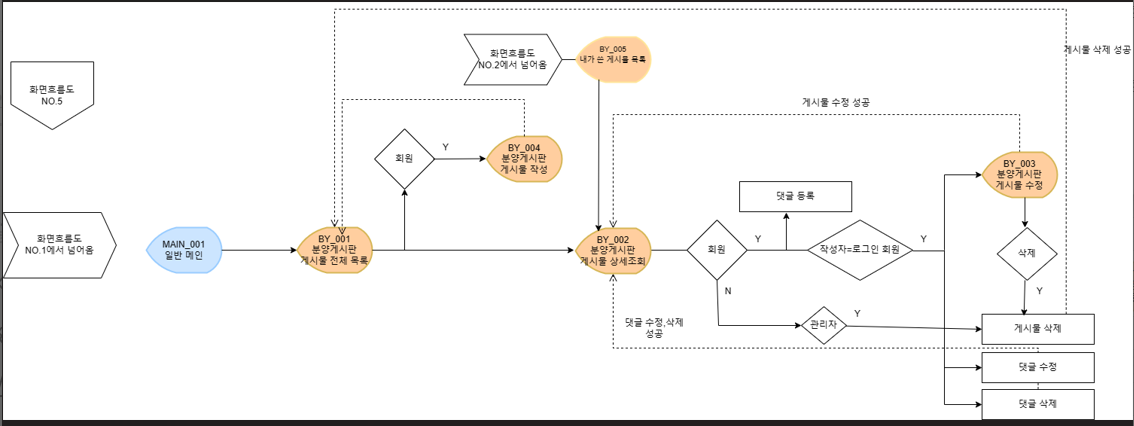 게시물 삭제 성공
화면흐름도
NO.2에서 넘어옴
BY_005
내가 쓴 게시물 목록
화면흐름도
NO.5
게시물 수정 성공
회원
Y
BY_004
분양게시판
게시물 작성
BY_003
분양게시판
게시물 수정
댓글 등록
화면흐름도
NO.1에서 넘어옴
MAIN_001
일반 메인
BY_001
분양게시판
게시물 전체 목록
BY_002
분양게시판
게시물 상세조회
회원
Y
작성자=로그인 회원
Y
삭제
N
Y
댓글 수정,삭제
성공
관리자
Y
게시물 삭제
댓글 수정
댓글 삭제